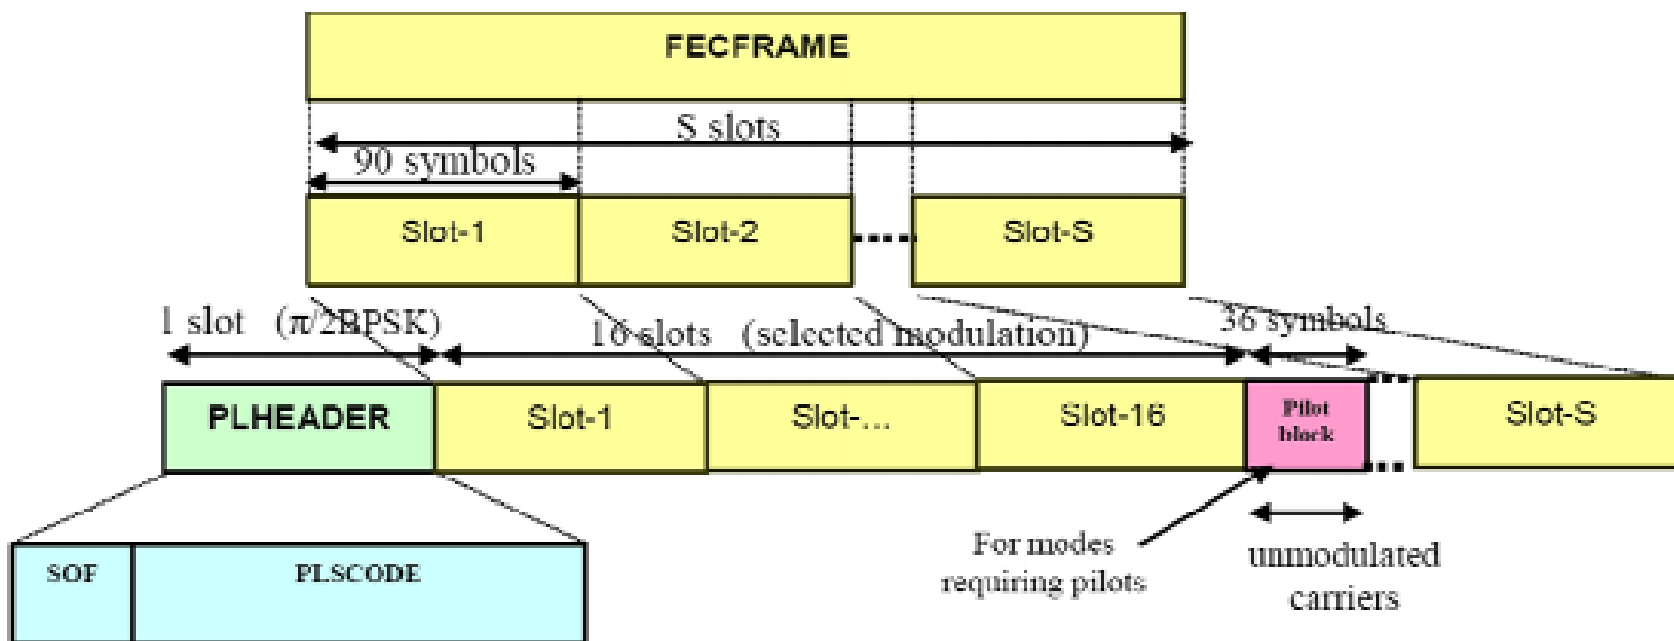 FECFRAME
S slots
90 symbols
Slot-1
Slot-2
Slot-S
1 slot (π/2BPSK)
16 slots (selected modulation)
36 symbols
PLHEADER
Slot-1
Slot-...
Slot-16
Pilot
block
Slot-S
For modes
requiring pilots
unmodulated
carriers
SOF
PLSCODE